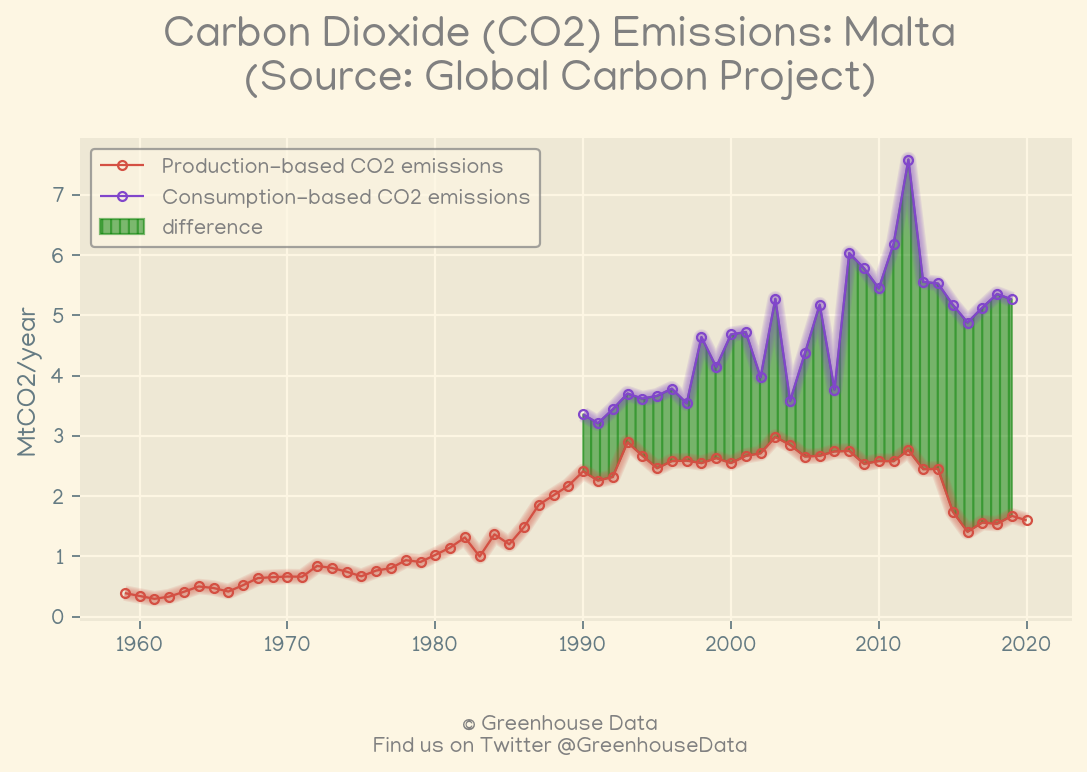 Carbon Dioxide (CO2) Emissions: Malta
(Source: Global Carbon Project)
Production-based CO2 emissions
Consumption-based CO2 emissions
difference
MtCO2/year
7
6
5
4
3
2
1
0
1960 1970 1980 1990 2000 2010 2020
© Greenhouse Data
Find us on Twitter @GreenhouseData